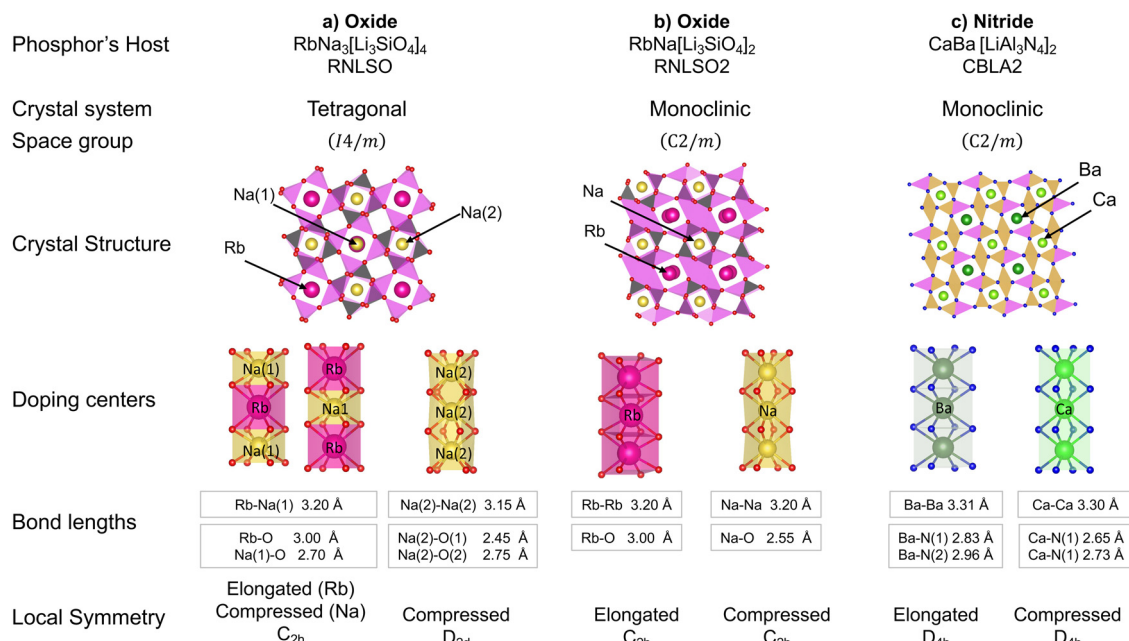 a) Oxide
b) Oxide
c) Nitride
Phosphor's Host
RbNa₃[Li₃SiO₄]₄
RbNa[Li₃SiO₄]₂
CaBa [LiAl₃N₄]₂
RNLSO
RNLSO2
CBLA2
Crystal system
Tetragonal
Monoclinic
Monoclinic
Space group
(I4/m)
(C2/m)
(C2/m)
Crystal Structure
Na(1)
Na(2)
Rb
Na
Rb
Ba
Ca
Doping centers
Na(1)
Rb
Na(1)
Rb
Na1
Rb
Na(2)
Na(2)
Na(2)
Rb
Na
Ba
Ca
Bond lengths
Rb-Na(1) 3.20 Å
Na(2)-Na(2) 3.15 Å
Rb-Rb 3.20 Å
Na-Na 3.20 Å
Ba-Ba 3.31 Å
Ca-Ca 3.30 Å
Rb-O 3.00 Å
Na(1)-O 2.70 Å
Na(2)-O(1) 2.45 Å
Na(2)-O(2) 2.75 Å
Rb-O 3.00 Å
Na-O 2.55 Å
Ba-N(1) 2.83 Å
Ba-N(2) 2.96 Å
Ca-N(1) 2.65 Å
Ca-N(1) 2.73 Å
Local Symmetry
Elongated (Rb)
Compressed (Na)
C₂ₕ
Compressed
D₂d
Elongated
C₂ₕ
Compressed
C₂ₕ
Elongated
D₄ₕ
Compressed
D₄ₕ